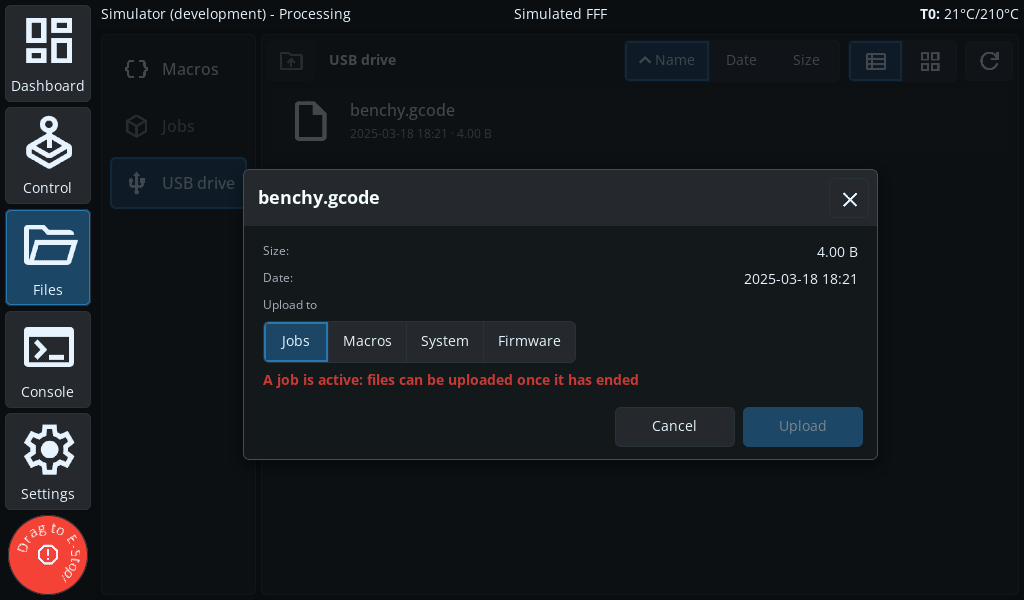 Simulator (development) - Processing
Simulated FFF
T0: 21°C/210°C
Dashboard
Control
Files
Console
Settings
Drag to E-Stop!
Macros
Jobs
USB drive
USB drive
Name
Date
Size
benchy.gcode
2025-03-18 18:21 · 4.00 B
benchy.gcode
Size:
4.00 B
Date:
2025-03-18 18:21
Upload to
Jobs
Macros
System
Firmware
A job is active: files can be uploaded once it has ended
Cancel
Upload